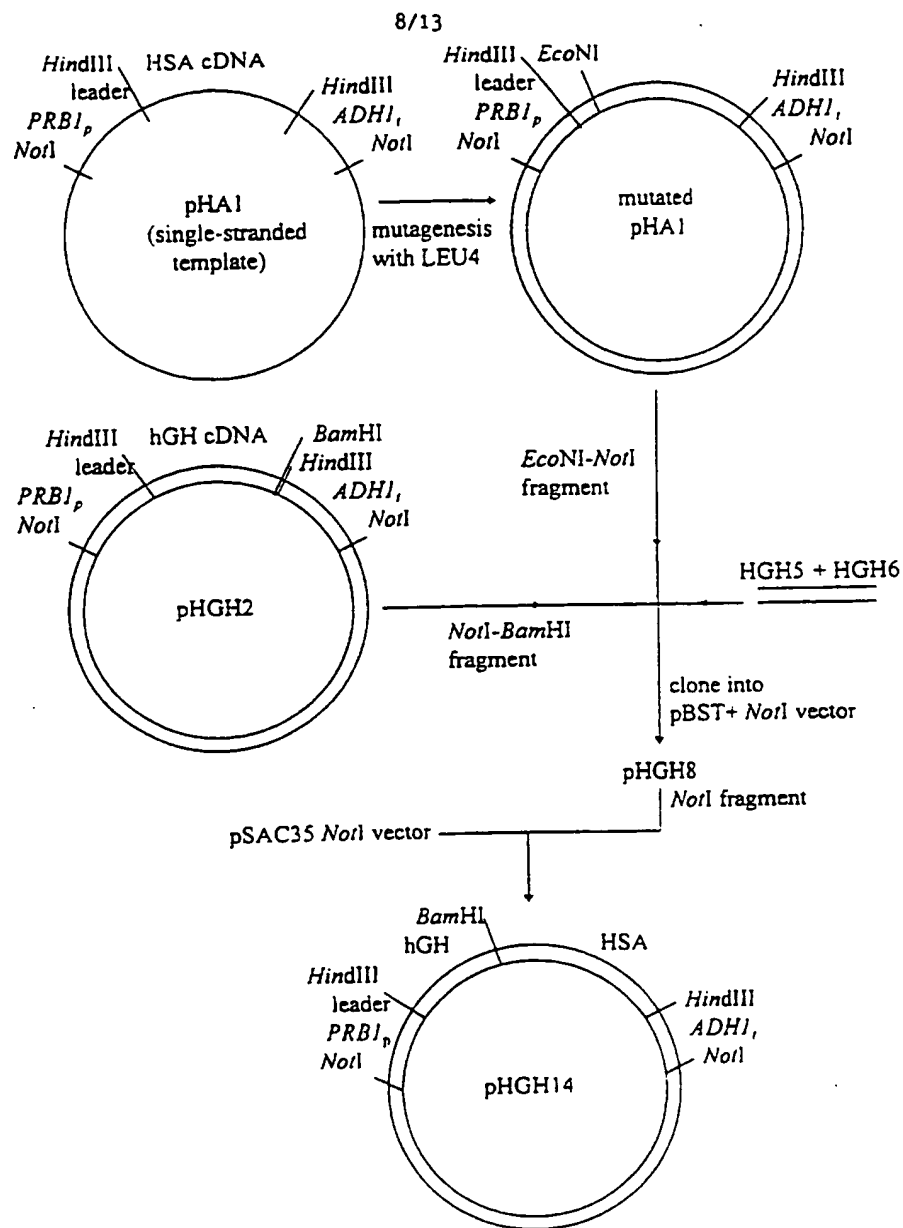 8/13
HindIII HSA cDNA
leader
PRB1p
NotI
HindIII
ADH1t
NotI
pHA1
(single-stranded
template)
mutagenesis
with LEU4
HindIII EcoNI
leader
PRB1p
NotI
HindIII
ADH1t
NotI
mutated
pHA1
HindIII hGH cDNA
leader
PRB1p
NotI
BamHI
HindIII
ADH1t
NotI
pHGH2
EcoNI-NotI
fragment
HGH5 + HGH6
NotI-BamHI
fragment
clone into
pBST+ NotI vector
pHGH8
NotI fragment
pSAC35 NotI vector
BamHI
hGH HSA
HindIII
leader
PRB1p
NotI
HindIII
ADH1t
NotI
pHGH14